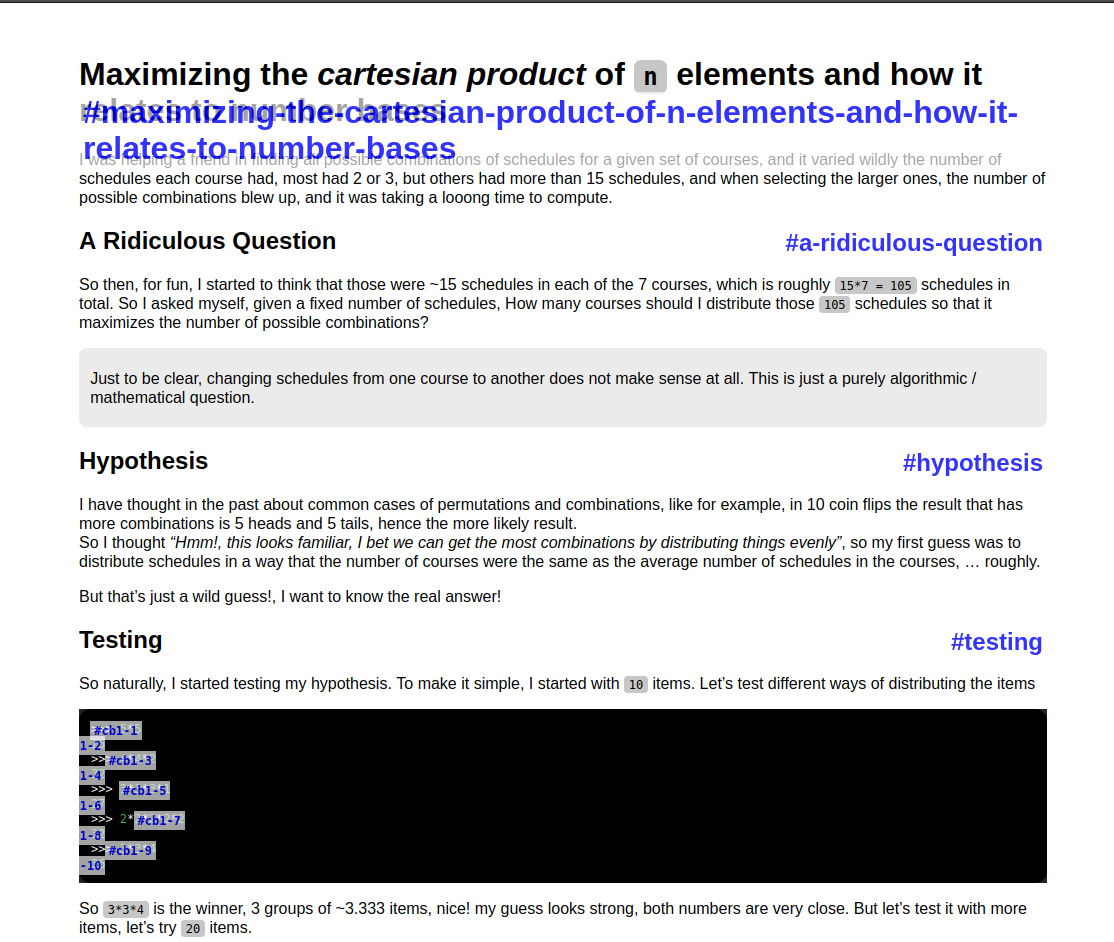 Maximizing the cartesian product of n elements and how it
relates to number bases
#maximizing-the-cartesian-product-of-n-elements-and-how-it-
relates-to-number-bases
I was helping a friend in finding all possible combinations of schedules for a given set of courses, and it varied wildly the number of
schedules each course had, most had 2 or 3, but others had more than 15 schedules, and when selecting the larger ones, the number of
possible combinations blew up, and it was taking a looong time to compute.
A Ridiculous Question
#a-ridiculous-question
So then, for fun, I started to think that those were ~15 schedules in each of the 7 courses, which is roughly 15*7 = 105 schedules in
total. So I asked myself, given a fixed number of schedules, How many courses should I distribute those 105 schedules so that it
maximizes the number of possible combinations?
Just to be clear, changing schedules from one course to another does not make sense at all. This is just a purely algorithmic /
mathematical question.
Hypothesis
#hypothesis
I have thought in the past about common cases of permutations and combinations, like for example, in 10 coin flips the result that has
more combinations is 5 heads and 5 tails, hence the more likely result.
So I thought “Hmm!, this looks familiar, I bet we can get the most combinations by distributing things evenly”, so my first guess was to
distribute schedules in a way that the number of courses were the same as the average number of schedules in the courses, … roughly.
But that’s just a wild guess!, I want to know the real answer!
Testing
#testing
So naturally, I started testing my hypothesis. To make it simple, I started with 10 items. Let’s test different ways of distributing the items
#cb1-1
1-2
>> #cb1-3
1-4
>>> #cb1-5
1-6
>>> 2* #cb1-7
1-8
>> #cb1-9
-10
So 3*3*4 is the winner, 3 groups of ~3.333 items, nice! my guess looks strong, both numbers are very close. But let’s test it with more
items, let’s try 20 items.